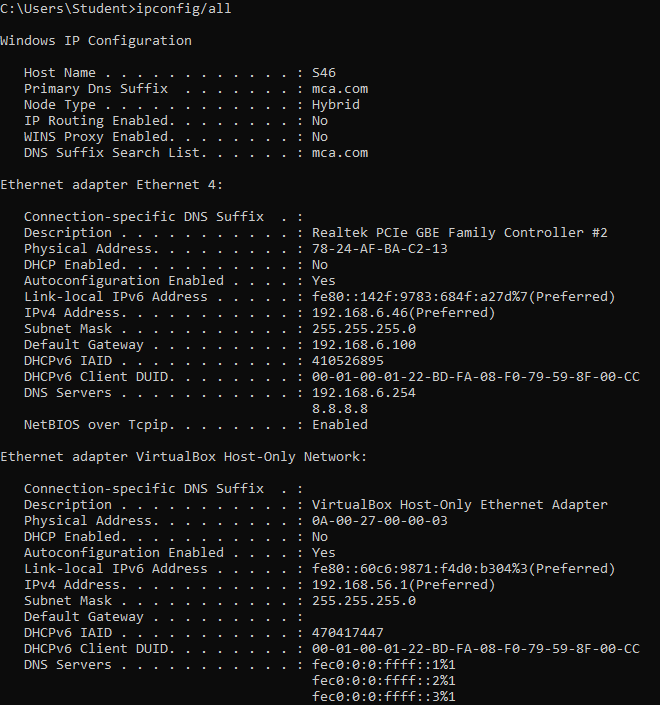 C:\Users\Student>ipconfig/all
Windows IP Configuration
Host Name . . . . . . . . . . . . : S46
Primary Dns Suffix  . . . . . . . : mca.com
Node Type . . . . . . . . . . . . : Hybrid
IP Routing Enabled. . . . . . . . : No
WINS Proxy Enabled. . . . . . . . : No
DNS Suffix Search List. . . . . . : mca.com
Ethernet adapter Ethernet 4:
Connection-specific DNS Suffix  . :
Description . . . . . . . . . . . : Realtek PCIe GBE Family Controller #2
Physical Address. . . . . . . . . : 78-24-AF-BA-C2-13
DHCP Enabled. . . . . . . . . . . : No
Autoconfiguration Enabled . . . . : Yes
Link-local IPv6 Address . . . . . : fe80::142f:9783:684f:a27d%7(Preferred)
IPv4 Address. . . . . . . . . . . : 192.168.6.46(Preferred)
Subnet Mask . . . . . . . . . . . : 255.255.255.0
Default Gateway . . . . . . . . . : 192.168.6.100
DHCPv6 IAID . . . . . . . . . . . : 410526895
DHCPv6 Client DUID. . . . . . . . : 00-01-00-01-22-BD-FA-08-F0-79-59-8F-00-CC
DNS Servers . . . . . . . . . . . : 192.168.6.254
8.8.8.8
NetBIOS over Tcpip. . . . . . . . : Enabled
Ethernet adapter VirtualBox Host-Only Network:
Connection-specific DNS Suffix  . :
Description . . . . . . . . . . . : VirtualBox Host-Only Ethernet Adapter
Physical Address. . . . . . . . . : 0A-00-27-00-00-03
DHCP Enabled. . . . . . . . . . . : No
Autoconfiguration Enabled . . . . : Yes
Link-local IPv6 Address . . . . . : fe80::60c6:9871:f4d0:b304%3(Preferred)
IPv4 Address. . . . . . . . . . . : 192.168.56.1(Preferred)
Subnet Mask . . . . . . . . . . . : 255.255.255.0
Default Gateway . . . . . . . . . :
DHCPv6 IAID . . . . . . . . . . . : 470417447
DHCPv6 Client DUID. . . . . . . . : 00-01-00-01-22-BD-FA-08-F0-79-59-8F-00-CC
DNS Servers . . . . . . . . . . . : fec0:0:0:ffff::1%1
fec0:0:0:ffff::2%1
fec0:0:0:ffff::3%1